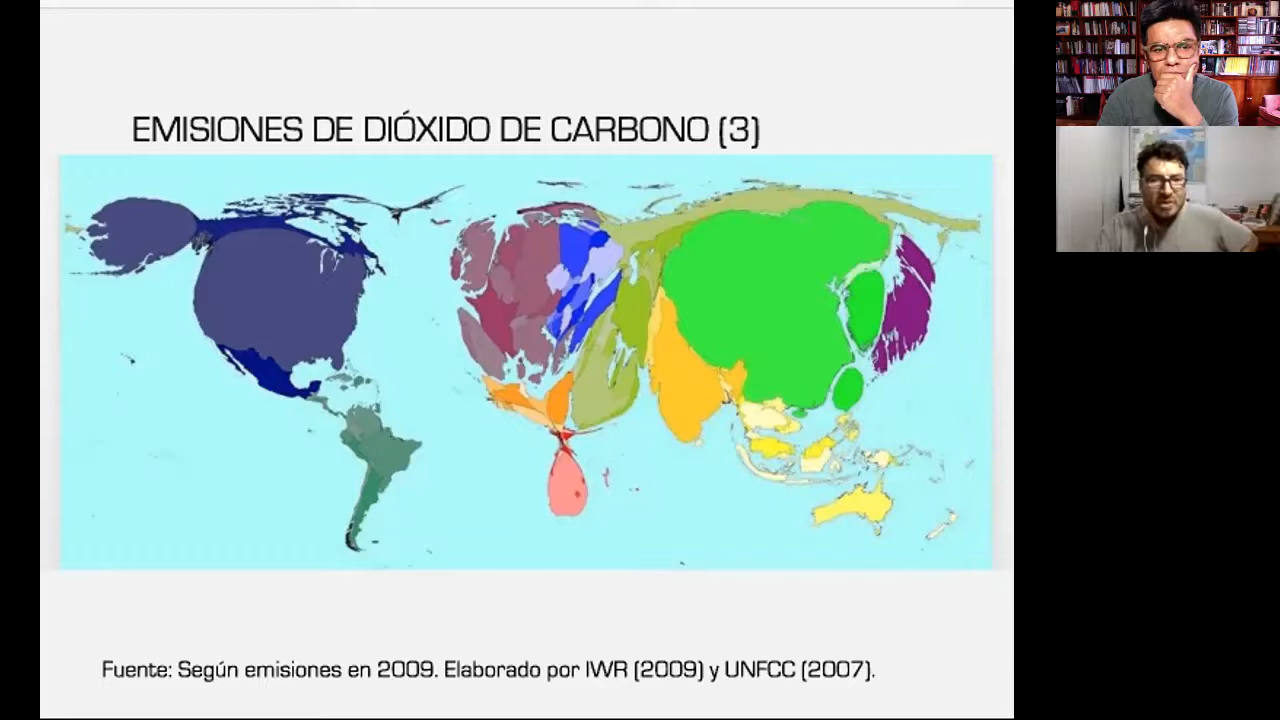 EMISIONES DE DIÓXIDO DE CARBONO (3)
Fuente: Según emisiones en 2009. Elaborado por IWR (2009) y UNFCC (2007).